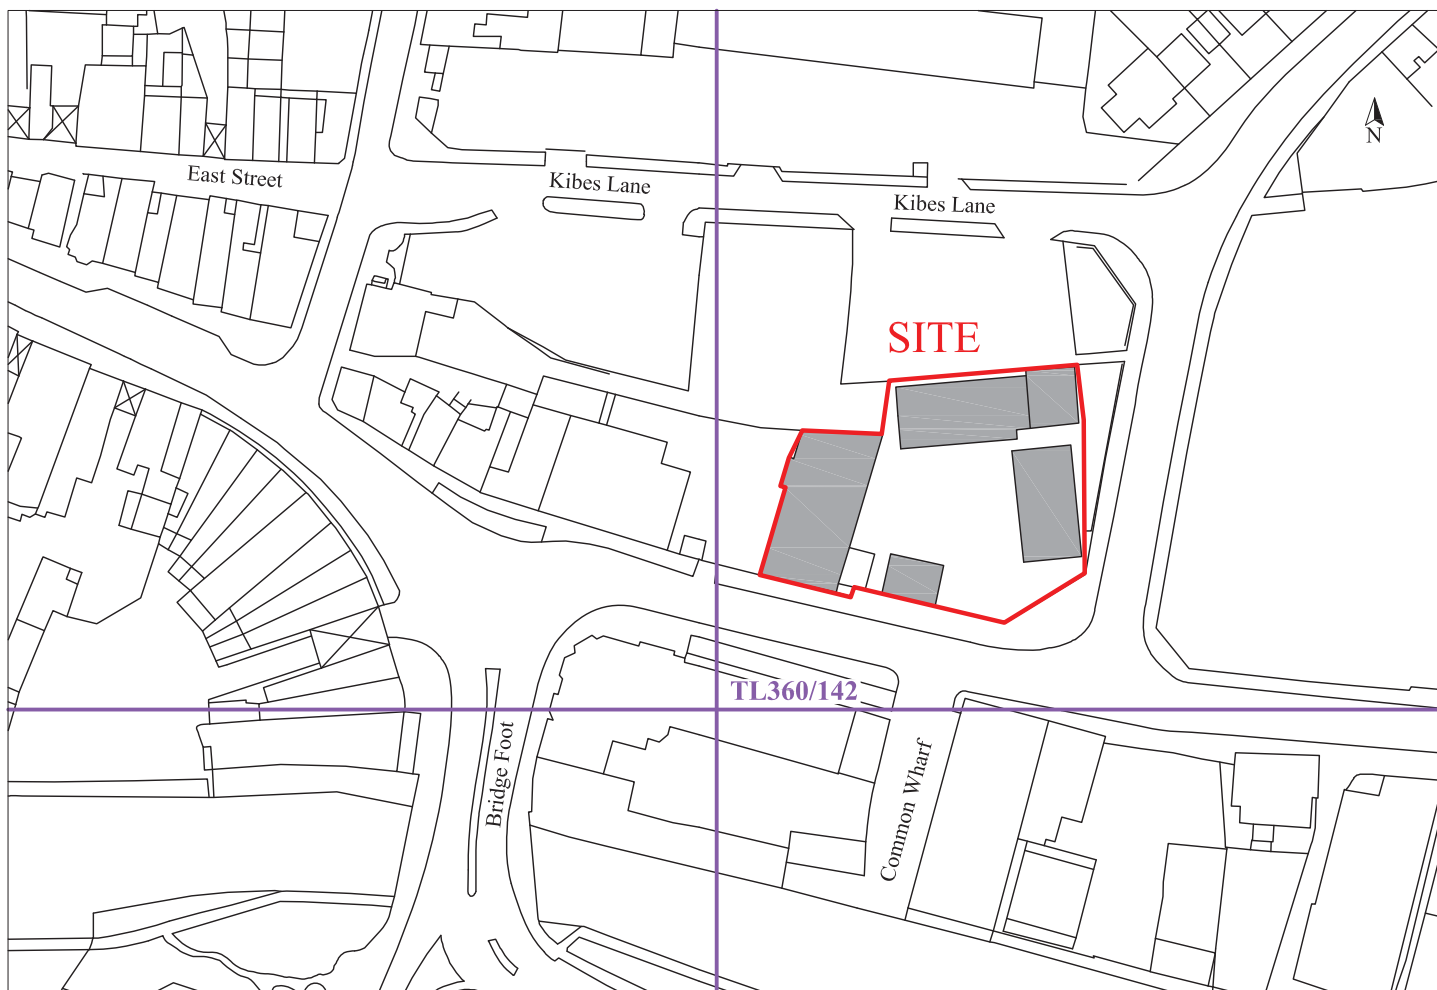 N
East Street
Kibes Lane
Kibes Lane
SITE
TL360/142
Bridge Foot
Common Wharf